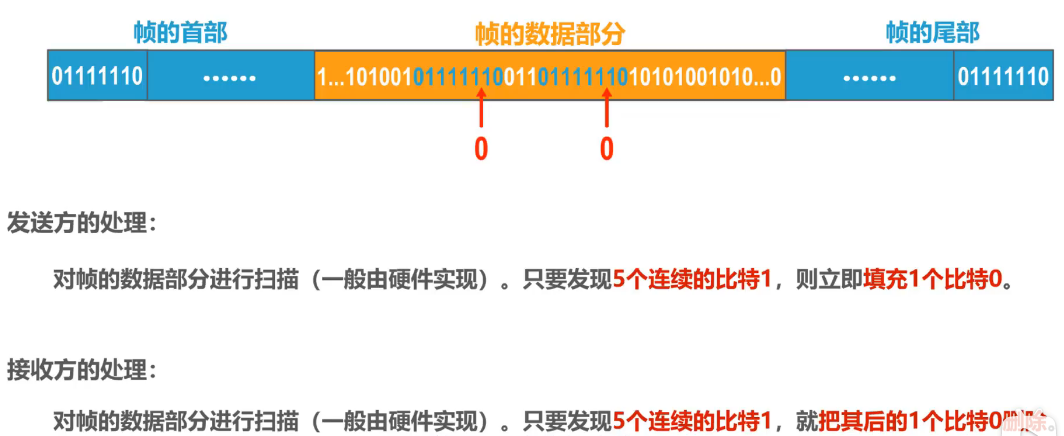 帧的首部 帧的数据部分 帧的尾部
01111110 …… 1...1010010111111000110111111010101001010...0 …… 01111110
0 0
发送方的处理：
对帧的数据部分进行扫描（一般由硬件实现）。只要发现5个连续的比特1，则立即填充1个比特0。
接收方的处理：
对帧的数据部分进行扫描（一般由硬件实现）。只要发现5个连续的比特1，就把其后的1个比特0删除。